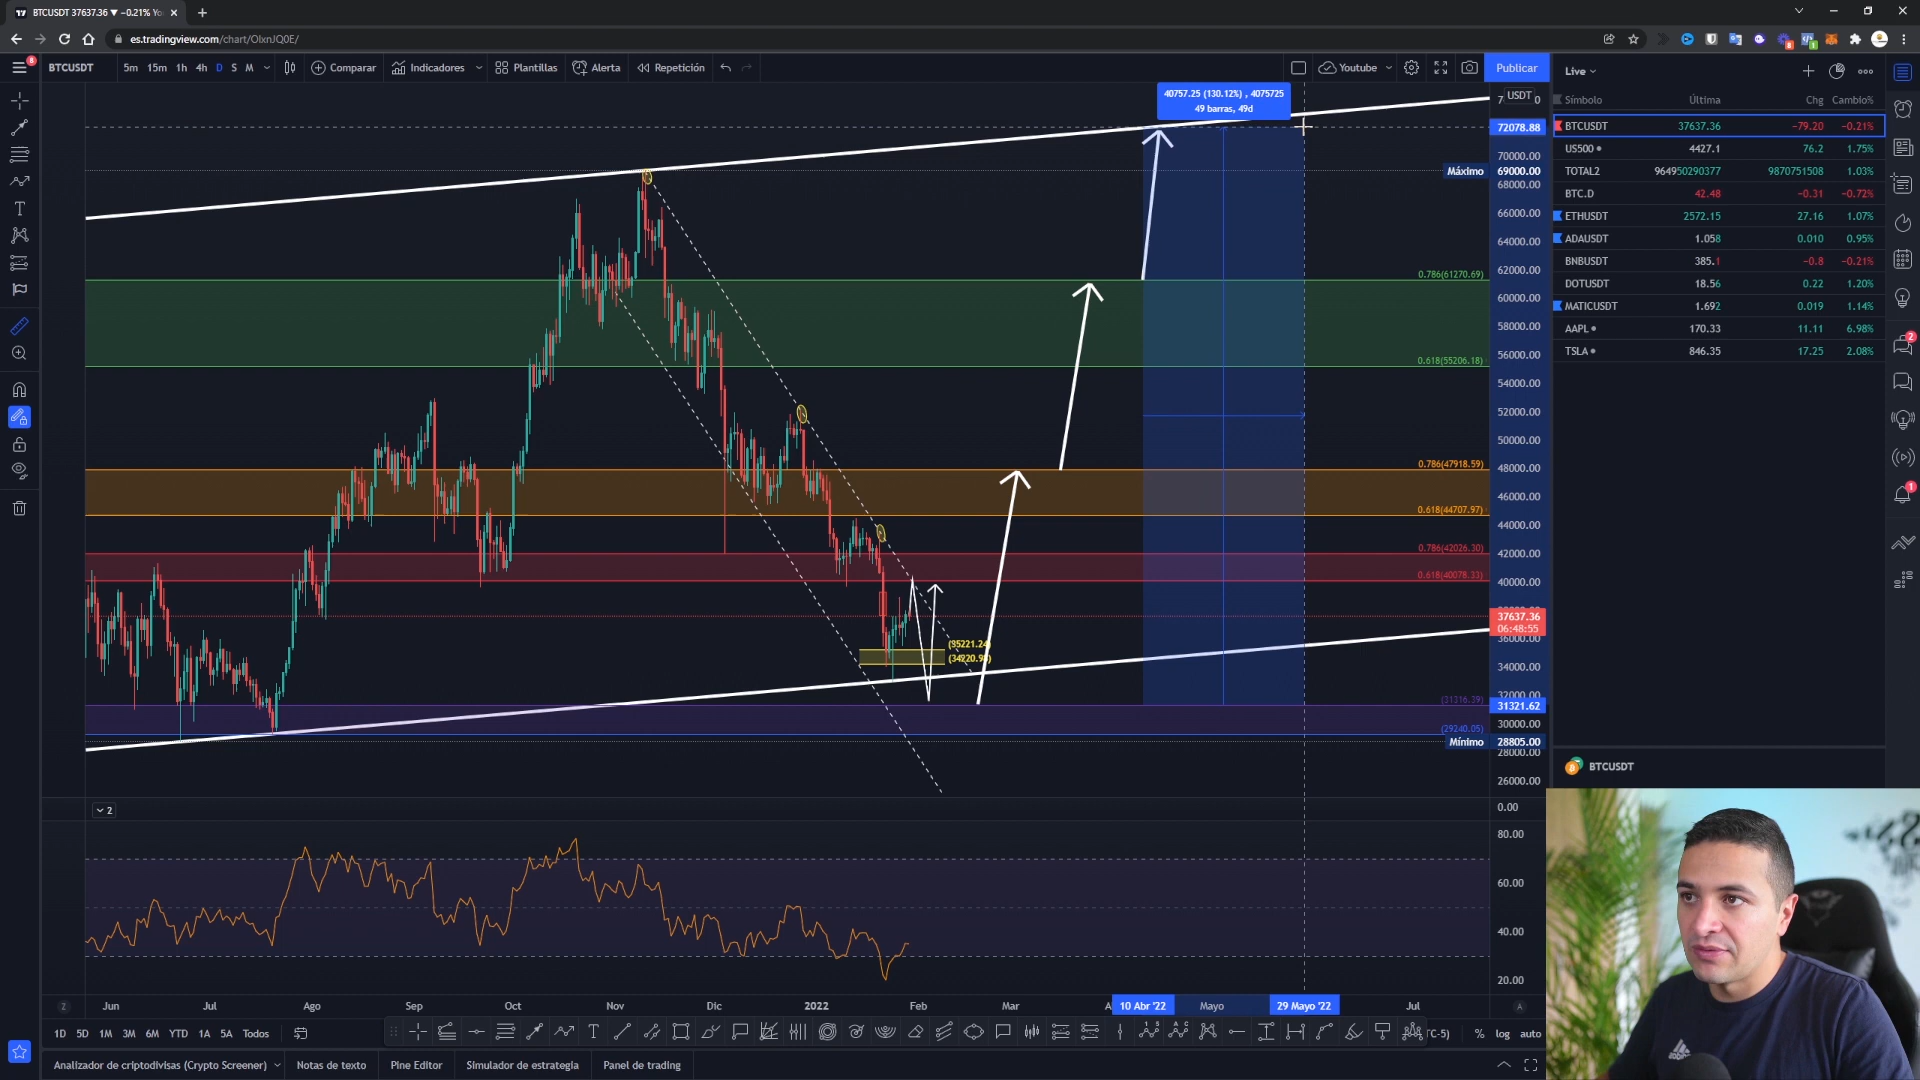 BTCUSDT 37637.36 ▼ −0.21% Yo
es.tradingview.com/chart/OlxnJQ0E/
8
BTCUSDT 5m 15m 1h 4h D S M Comparar Indicadores Plantillas Alerta Repetición Youtube Publicar
Live
Símbolo Última Chg Cambio%
BTCUSDT 37637.36 −79.20 −0.21%
US500 4427.1 76.2 1.75%
TOTAL2 964950290377 9870751508 1.03%
BTC.D 42.48 −0.31 −0.72%
ETHUSDT 2572.15 27.16 1.07%
ADAUSDT 1.058 0.010 0.95%
BNBUSDT 385.1 −0.8 −0.21%
DOTUSDT 18.56 0.22 1.20%
MATICUSDT 1.692 0.019 1.14%
AAPL 170.33 11.11 6.98%
TSLA 846.35 17.25 2.08%
2
1
BTCUSDT
40757.25 (130.12%) , 4075725
49 barras, 49d
USDT
72078.88
70000.00
Máximo 69000.00
68000.00
66000.00
64000.00
62000.00
0.786(61270.69)
60000.00
58000.00
56000.00
0.618(55206.18)
54000.00
52000.00
50000.00
0.786(47918.59)
48000.00
46000.00
0.618(44707.97)
44000.00
0.786(42026.30)
42000.00
0.618(40078.33)
40000.00
37637.36
06:48:55
36000.00
(35221.24)
(34220.98)
34000.00
32000.00
(31316.39)
31321.62
30000.00
(29240.05)
Mínimo 28805.00
28000.00
26000.00
2
0.00
80.00
60.00
40.00
20.00
Z Jun Jul Ago Sep Oct Nov Dic 2022 Feb Mar A 10 Abr '22 Mayo 29 Mayo '22 Jul A
1D 5D 1M 3M 6M YTD 1A 5A Todos TC-5) % log auto
Analizador de criptodivisas (Crypto Screener) Notas de texto Pine Editor Simulador de estrategia Panel de trading